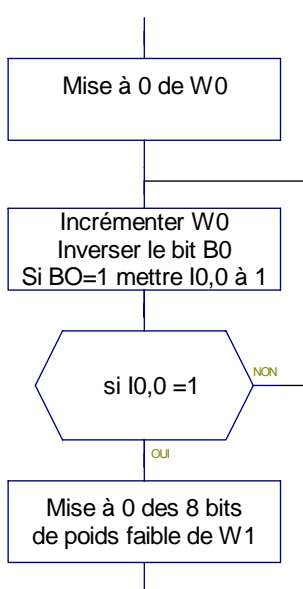 Mise à 0 de W0
Incrémenter W0
Inverser le bit B0
Si BO=1 mettre I0,0 à 1
si I0,0 =1
NON
OUI
Mise à 0 des 8 bits
de poids faible de W1